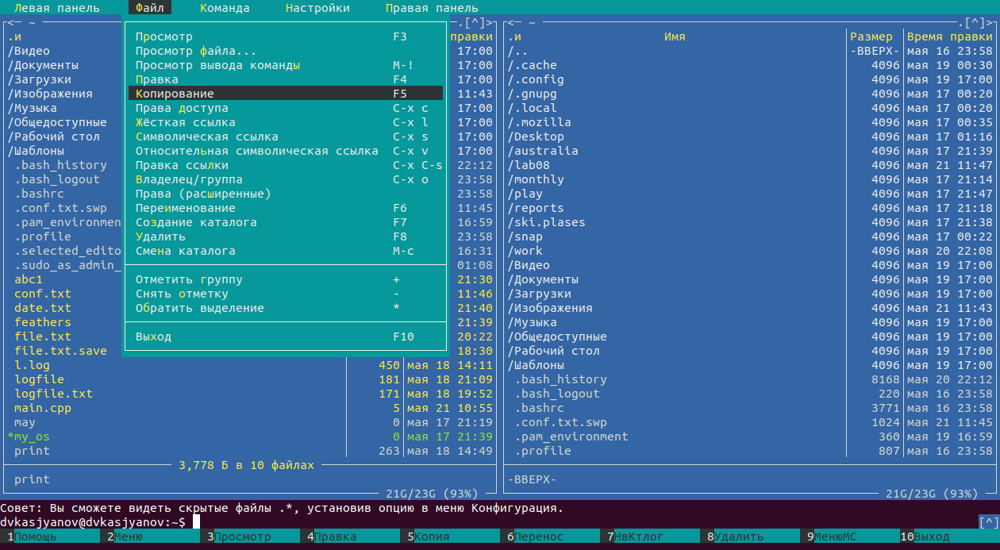 Левая панель Файл Команда Настройки Правая панель
<─ ~ .[^]> <─ ~ .[^]>
.и правки .и Имя Размер Время правки
/Видео Просмотр F3 17:00 /.. -ВВЕРХ- мая 16 23:58
/Документы Просмотр файла... 17:00 /.cache 4096 мая 19 00:30
/Загрузки Просмотр вывода команды M-! 17:00 /.config 4096 мая 19 17:00
/Изображения Правка F4 11:43 /.gnupg 4096 мая 17 00:20
/Музыка Копирование F5 17:00 /.local 4096 мая 17 00:20
/Общедоступные Права доступа C-x c 17:00 /.mozilla 4096 мая 17 00:35
/Рабочий стол Жёсткая ссылка C-x l 17:00 /Desktop 4096 мая 17 01:16
/Шаблоны Символическая ссылка C-x s 17:00 /australia 4096 мая 17 21:39
.bash_history Относительная символическая ссылка C-x v 22:12 /lab08 4096 мая 21 11:47
.bash_logout Правка ссылки C-x C-s 23:58 /monthly 4096 мая 17 21:14
.bashrc Владелец/группа C-x o 23:58 /play 4096 мая 17 21:47
.conf.txt.swp Права (расширенные) 11:45 /reports 4096 мая 17 21:18
.pam_environmen Переименование F6 16:59 /ski.plases 4096 мая 17 21:38
.profile Создание каталога F7 23:58 /snap 4096 мая 17 00:22
.selected_edito Удалить F8 16:31 /work 4096 мая 20 22:08
.sudo_as_admin_ Смена каталога M-c 01:08 /Видео 4096 мая 19 17:00
abc1 Отметить группу + 21:30 /Документы 4096 мая 19 17:00
conf.txt Снять отметку - 11:46 /Загрузки 4096 мая 19 17:00
date.txt Обратить выделение * 21:40 /Изображения 4096 мая 21 11:43
feathers 21:39 /Музыка 4096 мая 19 17:00
file.txt Выход F10 20:22 /Общедоступные 4096 мая 19 17:00
file.txt.save 18:30 /Рабочий стол 4096 мая 19 17:00
l.log 450 мая 18 14:11 /Шаблоны 4096 мая 19 17:00
logfile 181 мая 18 21:09 .bash_history 8168 мая 20 22:12
logfile.txt 171 мая 18 19:52 .bash_logout 220 мая 16 23:58
main.cpp 5 мая 21 10:55 .bashrc 3771 мая 16 23:58
may 0 мая 17 21:19 .conf.txt.swp 1024 мая 21 11:45
*my_os 0 мая 17 21:39 .pam_environment 360 мая 19 16:59
print 263 мая 18 14:49 .profile 807 мая 16 23:58
3,778 Б в 10 файлах
print -ВВЕРХ-
21G/23G (93%) 21G/23G (93%)
Совет: Вы сможете видеть скрытые файлы .*, установив опцию в меню Конфигурация.
dvkasjyanov@dvkasjyanov:~$ [^]
1Помощь 2Меню 3Просмотр 4Правка 5Копия 6Перенос 7НвКтлог 8Удалить 9МенюMC 10Выход